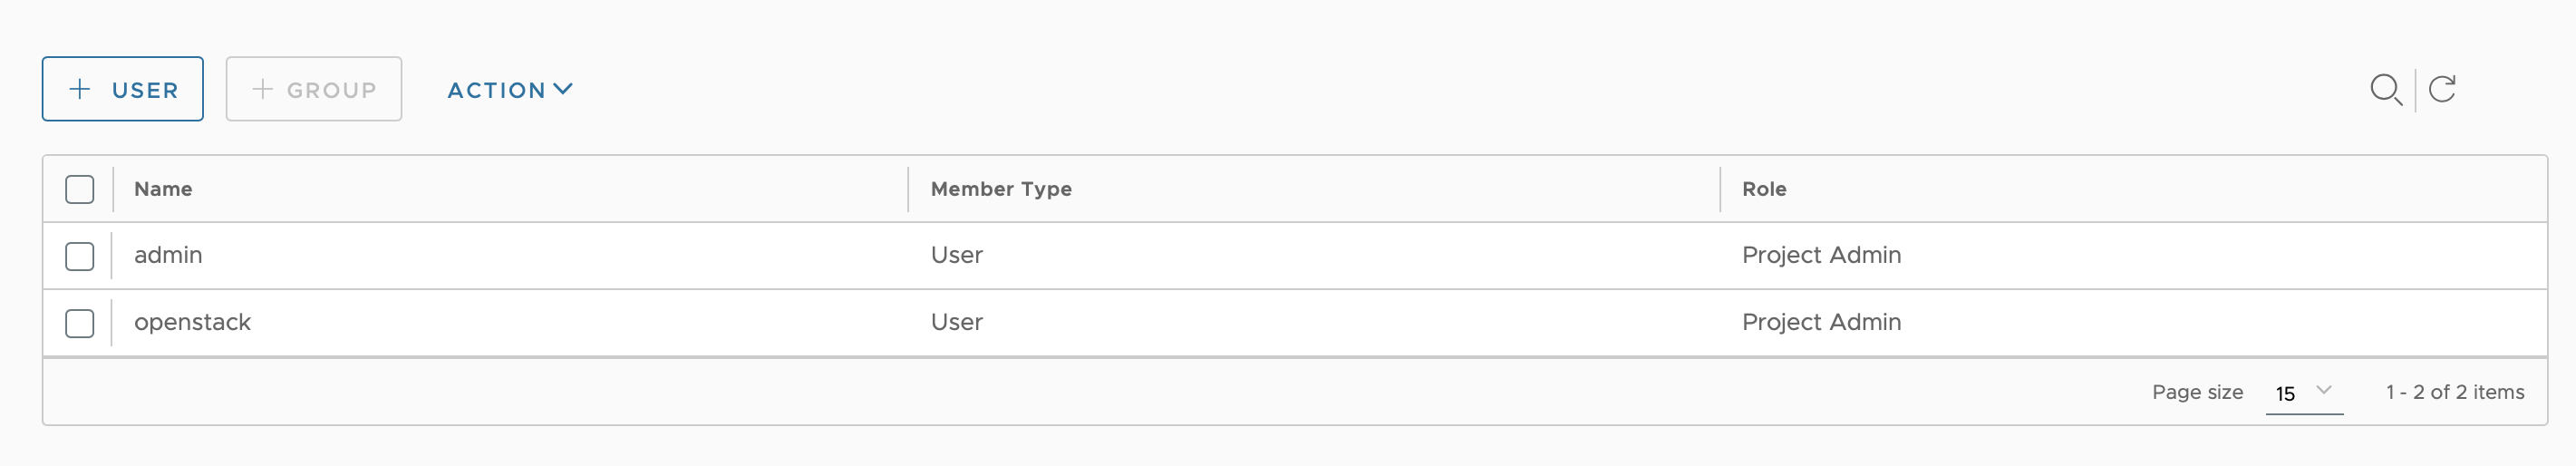 + USER + GROUP ACTION
Name Member Type Role
admin User Project Admin
openstack User Project Admin
Page size 15 1 - 2 of 2 items